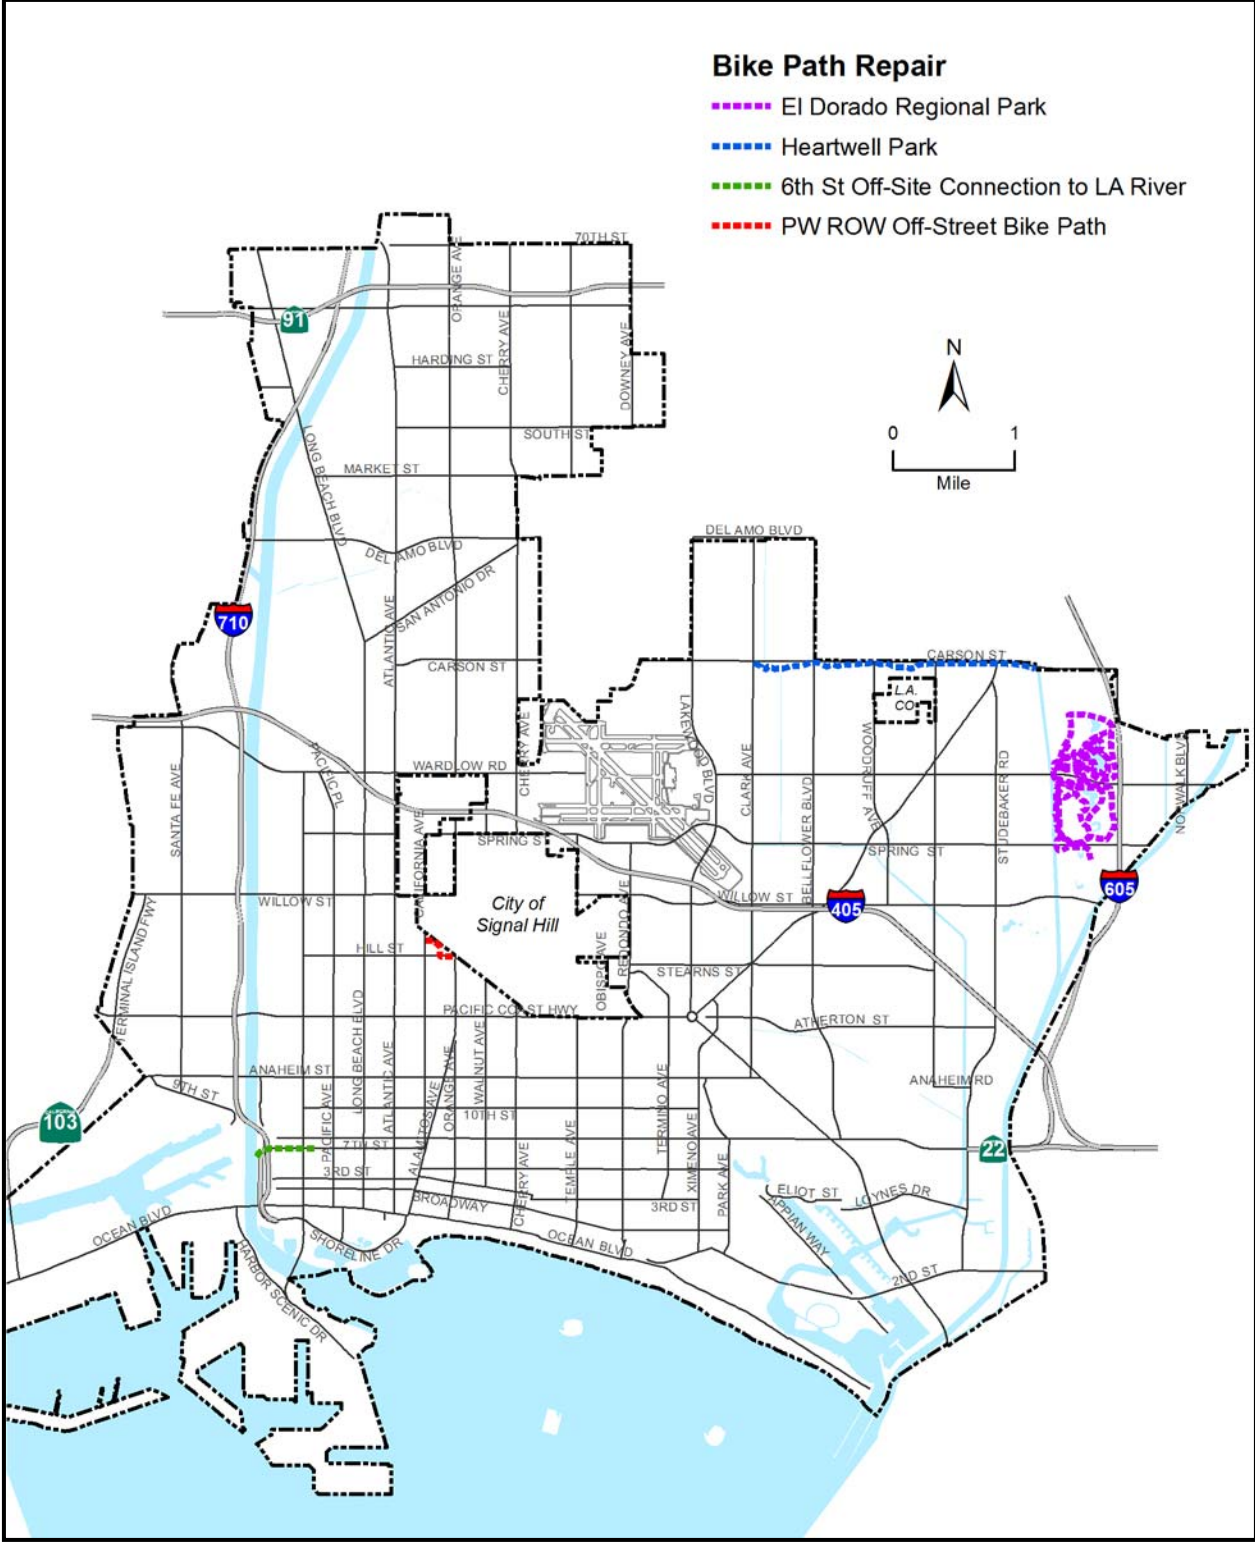 Bike Path Repair
El Dorado Regional Park
Heartwell Park
6th St Off-Site Connection to LA River
PW ROW Off-Street Bike Path
70TH ST
ORANGE AVE
91
CHERRY AVE
HARDING ST
DOWNEY AVE
N
0 1
Mile
SOUTH ST
LONG BEACH BLVD
MARKET ST
DEL AMO BLVD
DEL AMO BLVD
SAN ANTONIO DR
ATLANTIC AVE
710
CARSON ST
CARSON ST
L.A.
CO
LAKEWOOD BLVD
CHERRY AVE
WOODRUFF AVE
PACIFIC PL
SANTA FE AVE
WARDLOW RD
CLARK AVE
BELLFLOWER BLVD
STUDEBAKER RD
NORWALK BLVD
CALIFORNIA AVE
SPRING S
SPRING ST
605
WILLOW ST
WILLOW ST
405
City of
Signal Hill
REDONDO AVE
TERMINAL ISLAND FWY
HILL ST
OBISPO AVE
STEARNS ST
PACIFIC COAST HWY
ATHERTON ST
LONG BEACH BLVD
ATLANTIC AVE
WALNUT AVE
ORANGE AVE
ANAHEIM ST
ANAHEIM RD
9TH ST
PACIFIC AVE
ALAMITOS AVE
10TH ST
TERMINO AVE
CALIFORNIA
103
7TH ST
22
3RD ST
CHERRY AVE
TEMPLE AVE
XIMENO AVE
PARK AVE
BROADWAY
3RD ST
ELIOT ST
LOYNES DR
APPIAN WAY
OCEAN BLVD
SHORELINE DR
OCEAN BLVD
HARBOR SCENIC DR
2ND ST